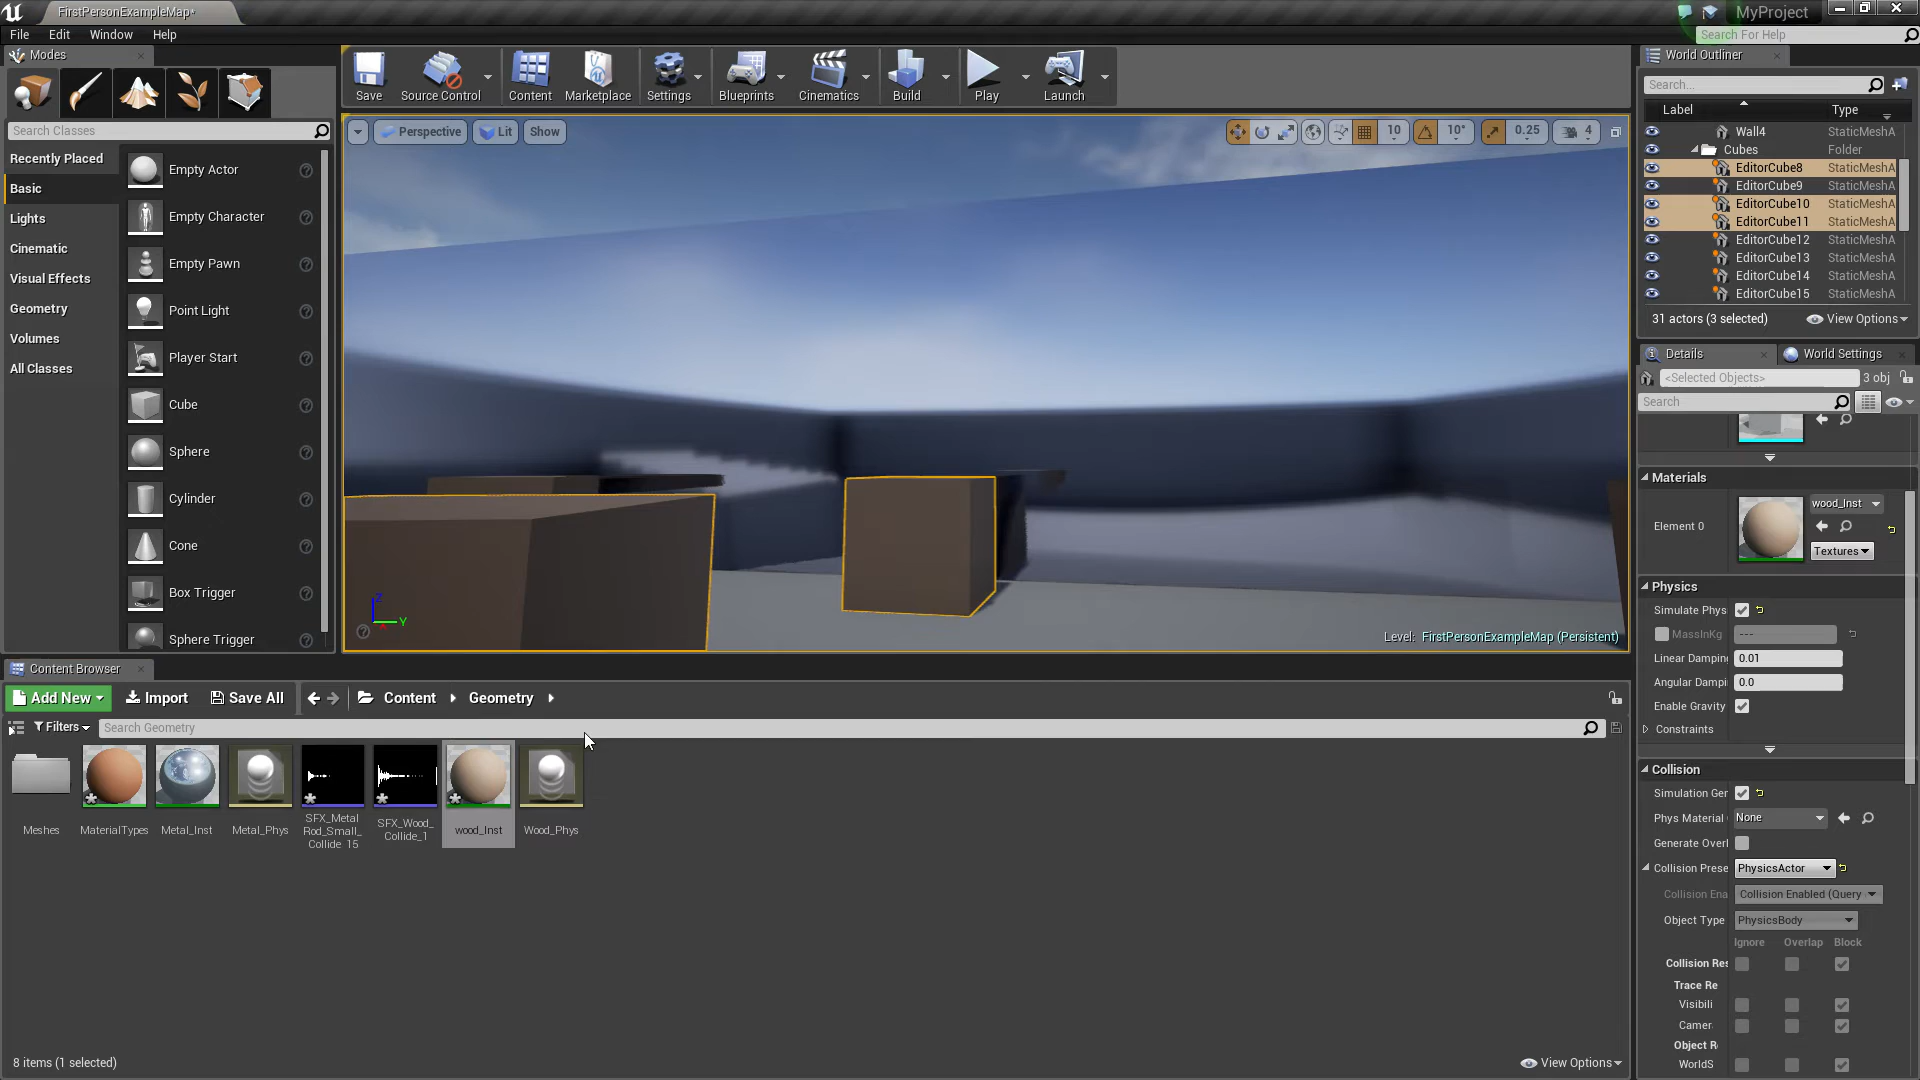 FirstPersonExampleMap*
MyProject
File Edit Window Help
Search For Help
Modes
Search Classes
Recently Placed
Basic
Lights
Cinematic
Visual Effects
Geometry
Volumes
All Classes
Empty Actor
Empty Character
Empty Pawn
Point Light
Player Start
Cube
Sphere
Cylinder
Cone
Box Trigger
Sphere Trigger
Save Source Control Content Marketplace Settings Blueprints Cinematics Build Play Launch
Perspective Lit Show
10 10° 0.25 4
Z
Y
Level: FirstPersonExampleMap (Persistent)
World Outliner
Search...
Label Type
Wall4 StaticMeshA
Cubes Folder
EditorCube8 StaticMeshA
EditorCube9 StaticMeshA
EditorCube10 StaticMeshA
EditorCube11 StaticMeshA
EditorCube12 StaticMeshA
EditorCube13 StaticMeshA
EditorCube14 StaticMeshA
EditorCube15 StaticMeshA
31 actors (3 selected) View Options
Details World Settings
<Selected Objects> 3 obj
Search
Materials
Element 0 wood_Inst
Textures
Physics
Simulate Phys
MassInKg ---
Linear Damping 0.01
Angular Dampi 0.0
Enable Gravity
Constraints
Collision
Simulation Ger
Phys Material None
Generate Overl
Collision Prese PhysicsActor
Collision Ena Collision Enabled (Query
Object Type PhysicsBody
Ignore Overlap Block
Collision Res
Trace Re
Visibili
Camer
Object R
WorldS
Content Browser
Add New Import Save All Content Geometry
Filters Search Geometry
Meshes
MaterialTypes
Metal_Inst
Metal_Phys
SFX_Metal
Rod_Small_
Collide_15
SFX_Wood_
Collide_1
wood_Inst
Wood_Phys
8 items (1 selected) View Options